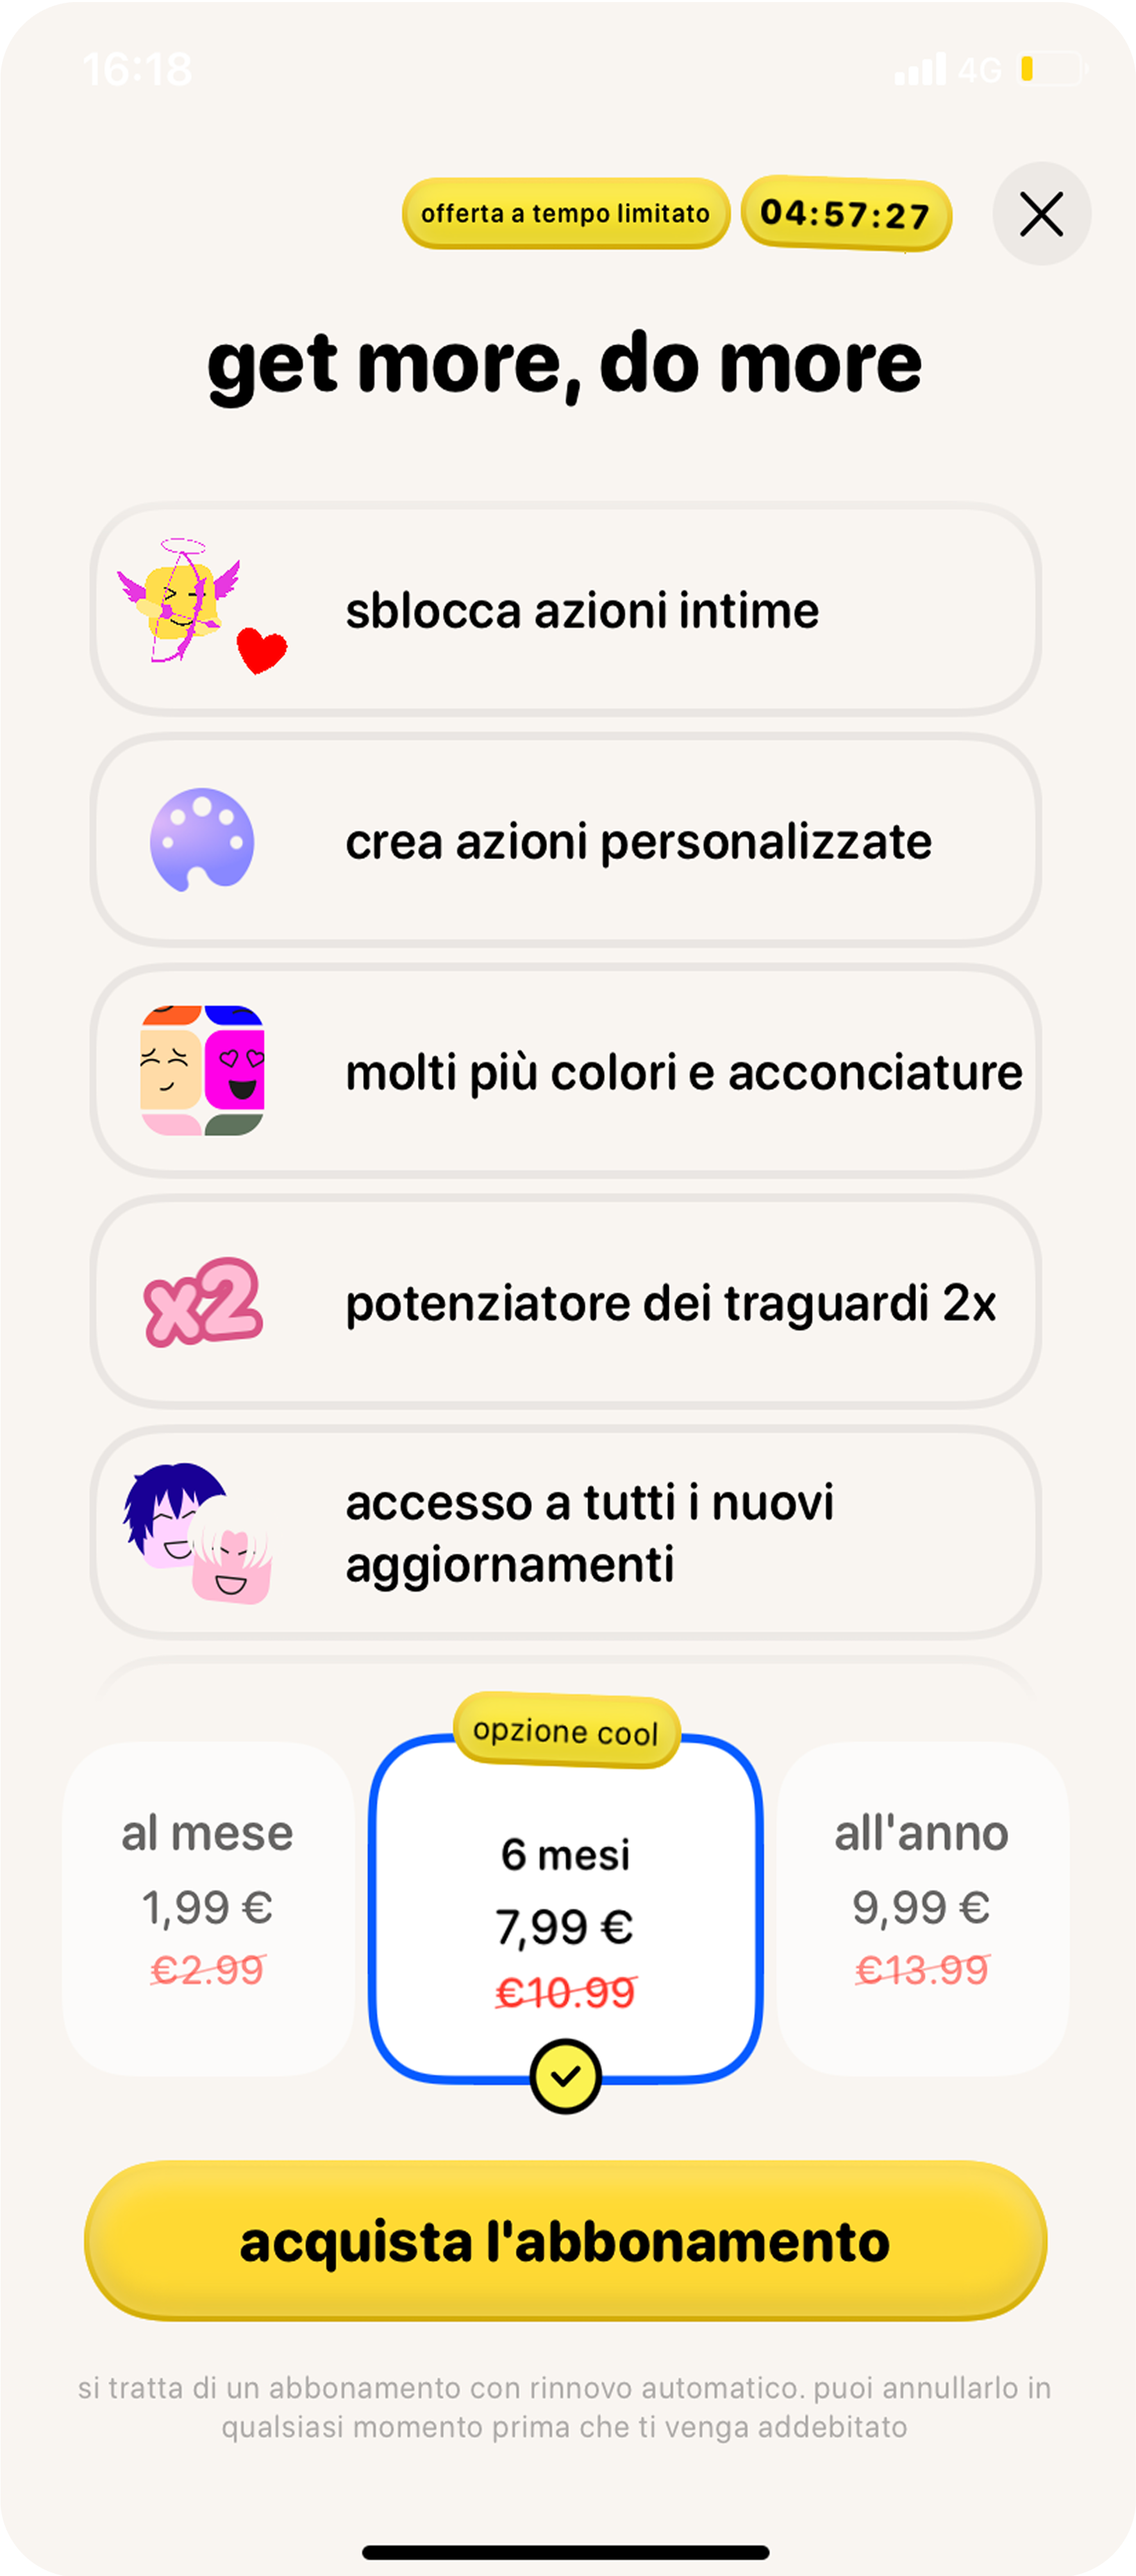 16:18
4G
offerta a tempo limitato
04:57:27
get more, do more
sblocca azioni intime
crea azioni personalizzate
molti più colori e acconciature
x2
potenziatore dei traguardi 2x
accesso a tutti i nuovi
aggiornamenti
opzione cool
al mese
1,99 €
€2.99
6 mesi
7,99 €
€10.99
all'anno
9,99 €
€13.99
acquista l'abbonamento
si tratta di un abbonamento con rinnovo automatico. puoi annullarlo in
qualsiasi momento prima che ti venga addebitato